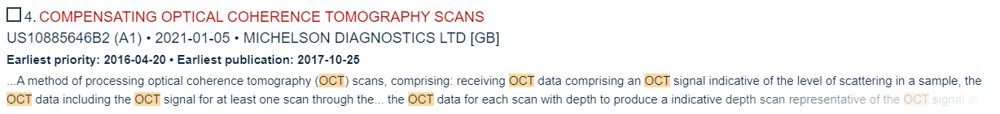 4. COMPENSATING OPTICAL COHERENCE TOMOGRAPHY SCANS
US10885646B2 (A1) • 2021-01-05 • MICHELSON DIAGNOSTICS LTD [GB]
Earliest priority: 2016-04-20 • Earliest publication: 2017-10-25
...A method of processing optical coherence tomography (OCT) scans, comprising: receiving OCT data comprising an OCT signal indicative of the level of scattering in a sample, the
OCT data including the OCT signal for at least one scan through the... the OCT data for each scan with depth to produce a indicative depth scan representative of the OCT signal at